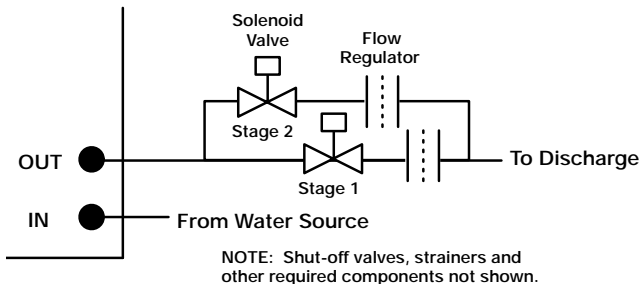 Solenoid
Valve
Flow
Regulator
Stage 2
OUT
To Discharge
Stage 1
IN
From Water Source
NOTE: Shut-off valves, strainers and
other required components not shown.